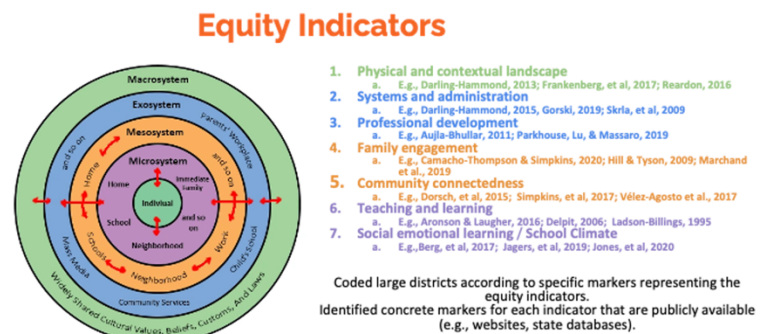 Equity Indicators
Macrosystem
Exosystem
Parents' Workplace
and so on
Mesosystem
Home
and so on
Microsystem
Home
Immediate
Family
Indiviual
School
and so
on
Neighborhood
Schools
Work
Neighborhood
Mass Media
Child's School
Community Services
Widely Shared Cultural Values, Beliefs, Customs, And Laws
1. Physical and contextual landscape
a. E.g., Darling-Hammond, 2013; Frankenberg, et al, 2017; Reardon, 2016
2. Systems and administration
a. E.g., Darling-Hammond, 2015, Gorski, 2019; Skrla, et al, 2009
3. Professional development
a. E.g., Aujla-Bhullar, 2011; Parkhouse, Lu, & Massaro, 2019
4. Family engagement
a. E.g., Camacho-Thompson & Simpkins, 2020; Hill & Tyson, 2009; Marchand
et al., 2019
5. Community connectedness
a. E.g., Dorsch, et al, 2015; Simpkins, et al, 2017; Vélez-Agosto et al., 2017
6. Teaching and learning
a. E.g., Aronson & Laugher, 2016; Delpit, 2006; Ladson-Billings, 1995
7. Social emotional learning / School Climate
a. E.g.,Berg, et al, 2017; Jagers, et al, 2019; Jones, et al, 2020
Coded large districts according to specific markers representing the
equity indicators.
Identified concrete markers for each indicator that are publicly available
(e.g., websites, state databases).